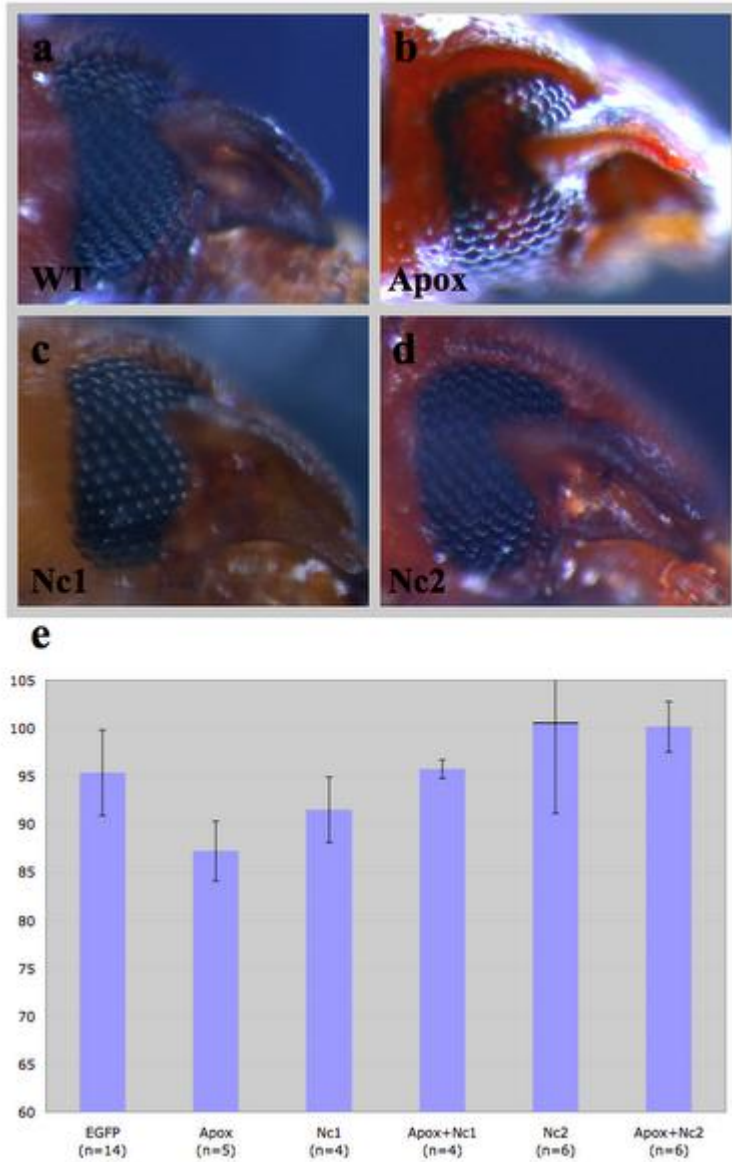 a
b
WT
Apox
c
d
Nc1
Nc2
e
105
100
95
90
85
80
75
70
65
60
EGFP Apox Nc1 Apox+Nc1 Nc2 Apox+Nc2
(n=14) (n=5) (n=4) (n=4) (n=6) (n=6)